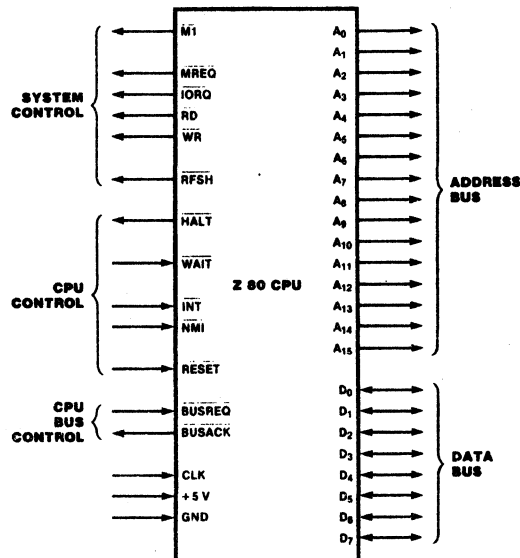 SYSTEM
CONTROL
CPU
CONTROL
CPU
BUS
CONTROL
M1
MREQ
IORQ
RD
WR
RFSH
HALT
WAIT
INT
NMI
RESET
BUSREQ
BUSACK
CLK
+5 V
GND
Z 80 CPU
A0
A1
A2
A3
A4
A5
A6
A7
A8
A9
A10
A11
A12
A13
A14
A15
D0
D1
D2
D3
D4
D5
D6
D7
ADDRESS
BUS
DATA
BUS